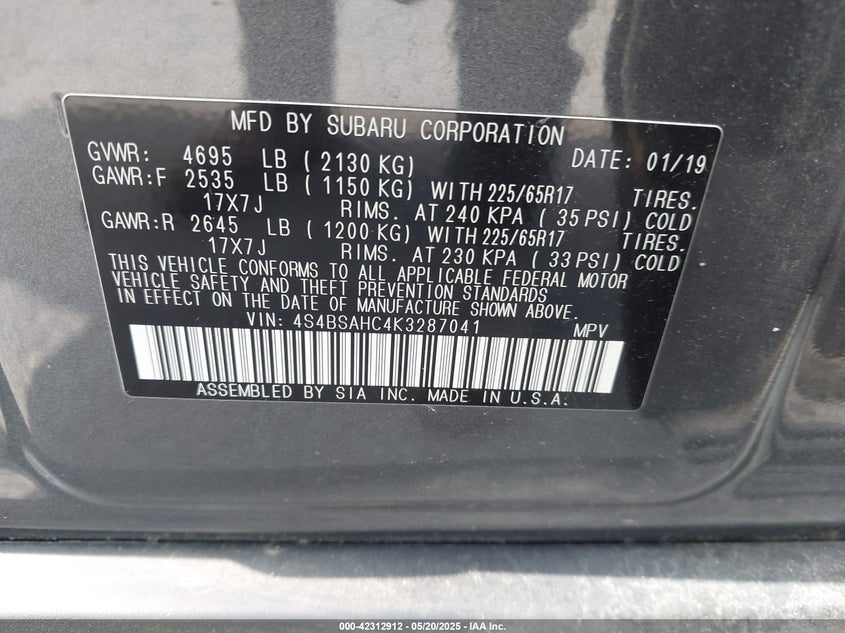 MFD BY SUBARU CORPORATION
GVWR: 4695 LB ( 2130 KG) DATE: 01/19
GAWR:F 2535 LB ( 1150 KG) WITH 225/65R17 TIRES.
17X7J RIMS. AT 240 KPA ( 35 PSI) COLD
GAWR:R 2645 LB ( 1200 KG) WITH 225/65R17 TIRES.
17X7J RIMS. AT 230 KPA ( 33 PSI) COLD
THIS VEHICLE CONFORMS TO ALL APPLICABLE FEDERAL MOTOR
VEHICLE SAFETY AND THEFT PREVENTION STANDARDS
IN EFFECT ON THE DATE OF MANUFACTURE SHOWN ABOVE.
VIN: 4S4BSAHC4K3287041 MPV
ASSEMBLED BY SIA INC. MADE IN U.S.A.
000-42312912 - 05/20/2025 - IAA Inc.